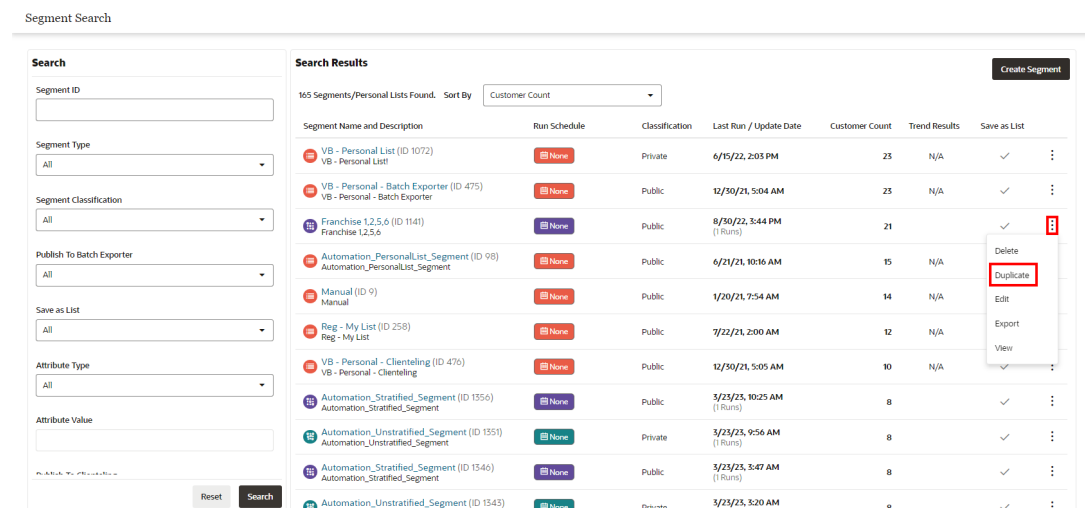 Segment Search
Search
Segment ID
Segment Type
All
Segment Classification
All
Publish To Batch Exporter
All
Save as List
All
Attribute Type
All
Attribute Value
Publish To Clienteling
Reset Search
Search Results
Create Segment
165 Segments/Personal Lists Found. Sort By Customer Count
Segment Name and Description Run Schedule Classification Last Run / Update Date Customer Count Trend Results Save as List
VB - Personal List (ID 1072) None Private 6/15/22, 2:03 PM 23 N/A
VB - Personal List!
VB - Personal - Batch Exporter (ID 475) None Public 12/30/21, 5:04 AM 23 N/A
VB - Personal - Batch Exporter
Franchise 1,2,5,6 (ID 1141) None Public 8/30/22, 3:44 PM 21
Franchise 1,2,5,6 (1 Runs)
Automation_PersonalList_Segment (ID 98) None Public 6/21/21, 10:16 AM 15 N/A
Automation_PersonalList_Segment
Manual (ID 9) None Public 1/20/21, 7:54 AM 14 N/A
Manual
Reg - My List (ID 258) None Public 7/22/21, 2:00 AM 12 N/A
Reg - My List
VB - Personal - Clienteling (ID 476) None Public 12/30/21, 5:05 AM 10 N/A
VB - Personal - Clienteling
Automation_Stratified_Segment (ID 1356) None Public 3/23/23, 10:25 AM 8
Automation_Stratified_Segment (1 Runs)
Automation_Unstratified_Segment (ID 1351) None Private 3/23/23, 9:56 AM 8
Automation_Unstratified_Segment (1 Runs)
Automation_Stratified_Segment (ID 1346) None Public 3/23/23, 3:47 AM 8
Automation_Stratified_Segment (1 Runs)
Automation_Unstratified_Segment (ID 1343) None Private 3/23/23, 3:20 AM 8
Delete
Duplicate
Edit
Export
View